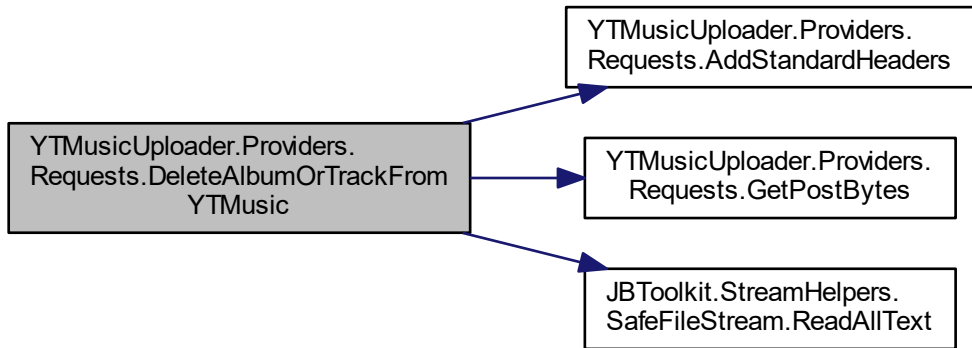 YTMusicUploader.Providers.
Requests.DeleteAlbumOrTrackFrom
YTMusic
YTMusicUploader.Providers.
Requests.AddStandardHeaders
YTMusicUploader.Providers.
Requests.GetPostBytes
JBToolkit.StreamHelpers.
SafeFileStream.ReadAllText